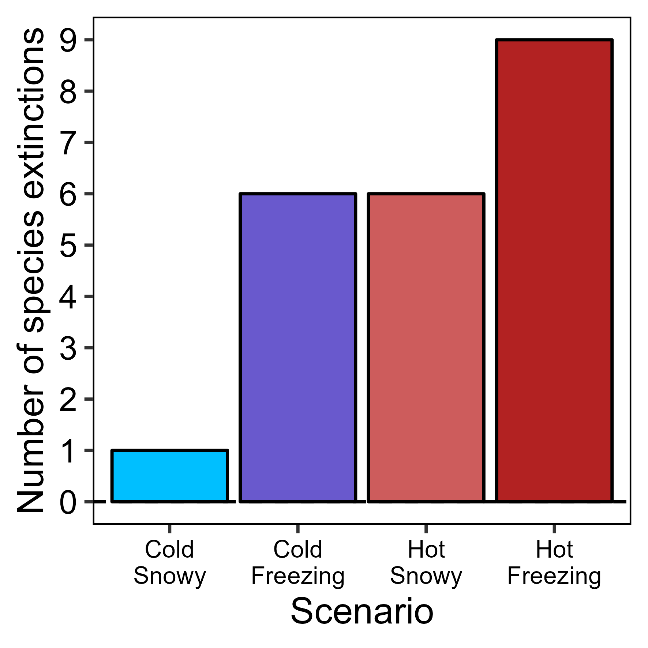 Number of species extinctions
9
8
7
6
5
4
3
2
1
0
Cold
Snowy
Cold
Freezing
Hot
Snowy
Hot
Freezing
Scenario